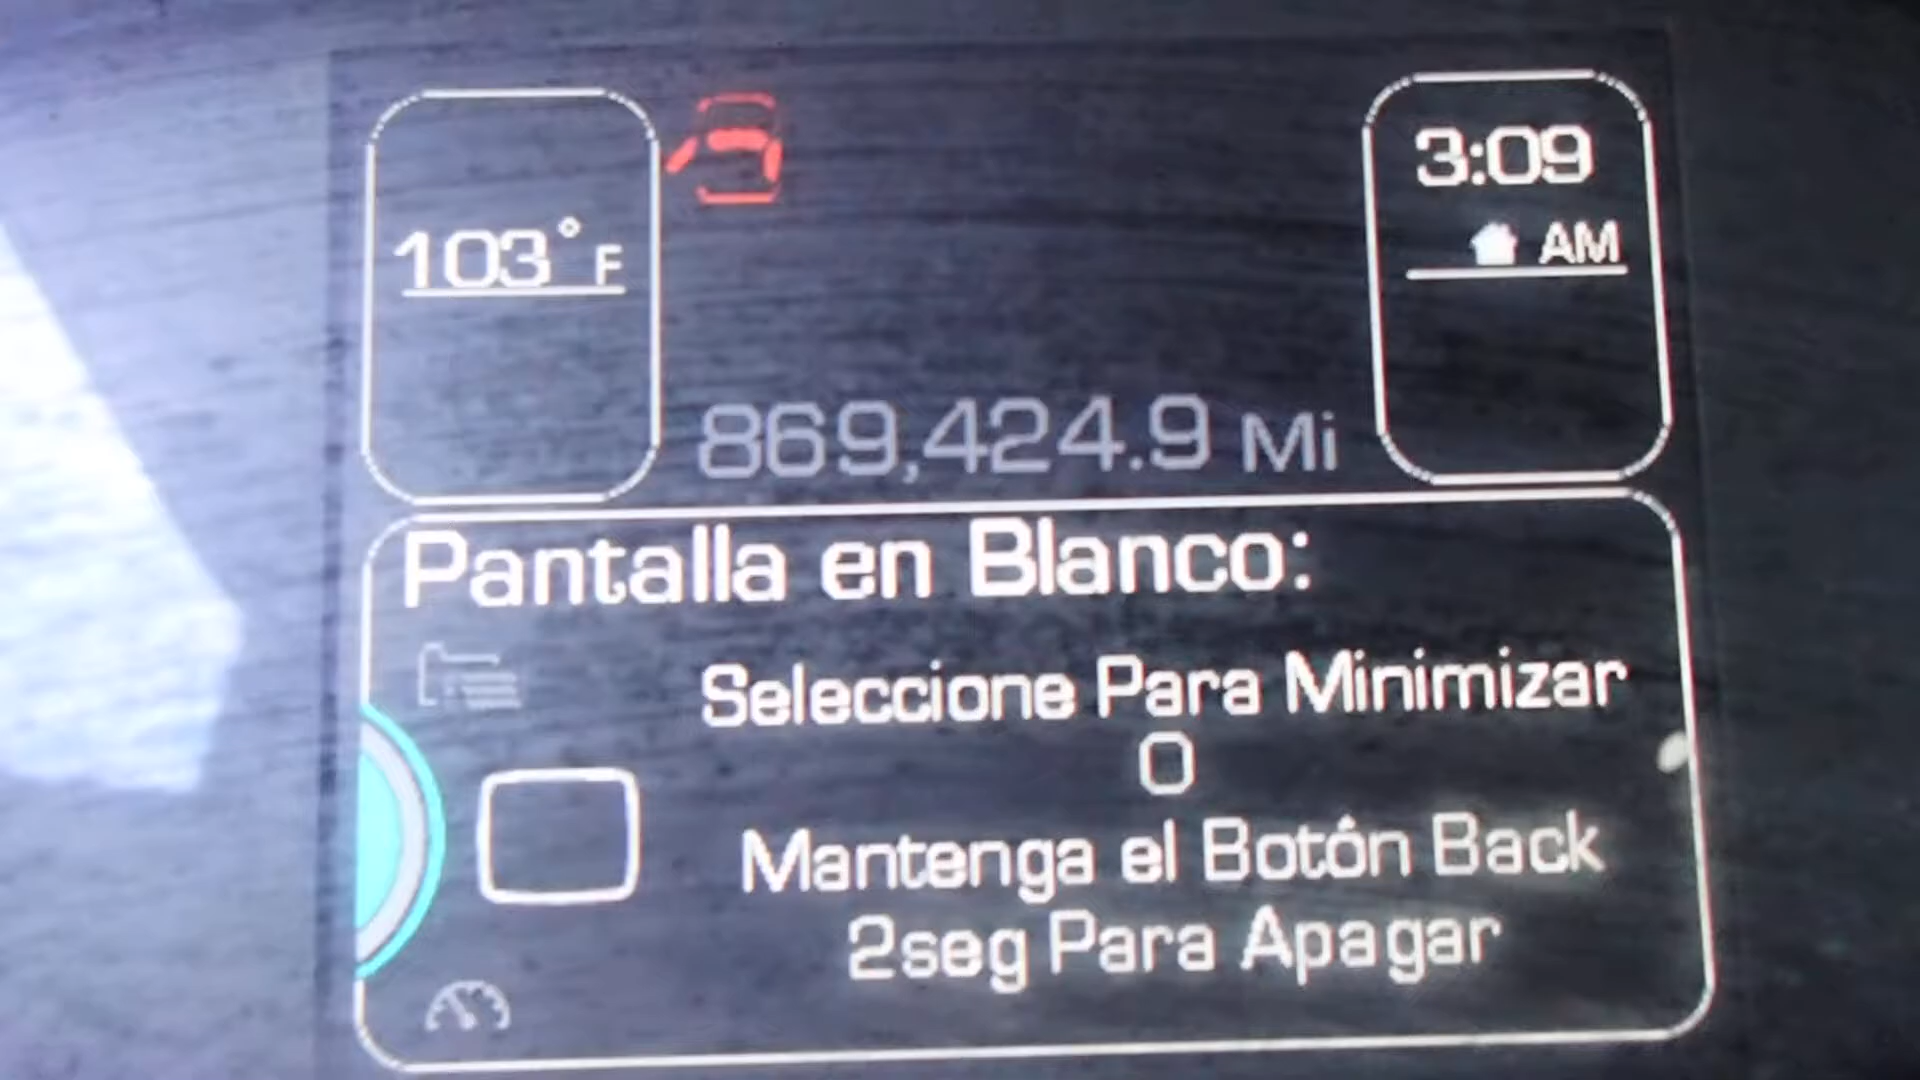 103° F
3:09
AM
869,424.9 Mi
Pantalla en Blanco:
Seleccione Para Minimizar
O
Mantenga el Botón Back
2seg Para Apagar